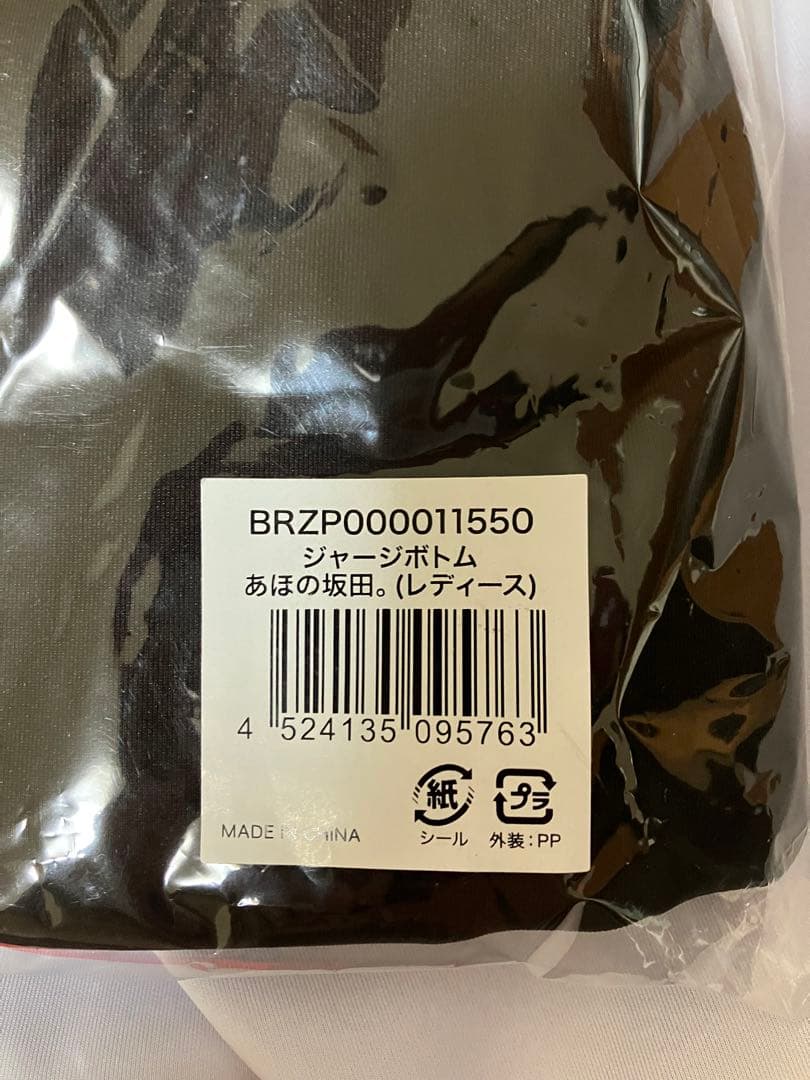 BRZP000011550
ジャージボトム
あほの坂田。(レディース)
4 524135 095763
紙 プラ
シール 外装:PP
MADE IN CHINA